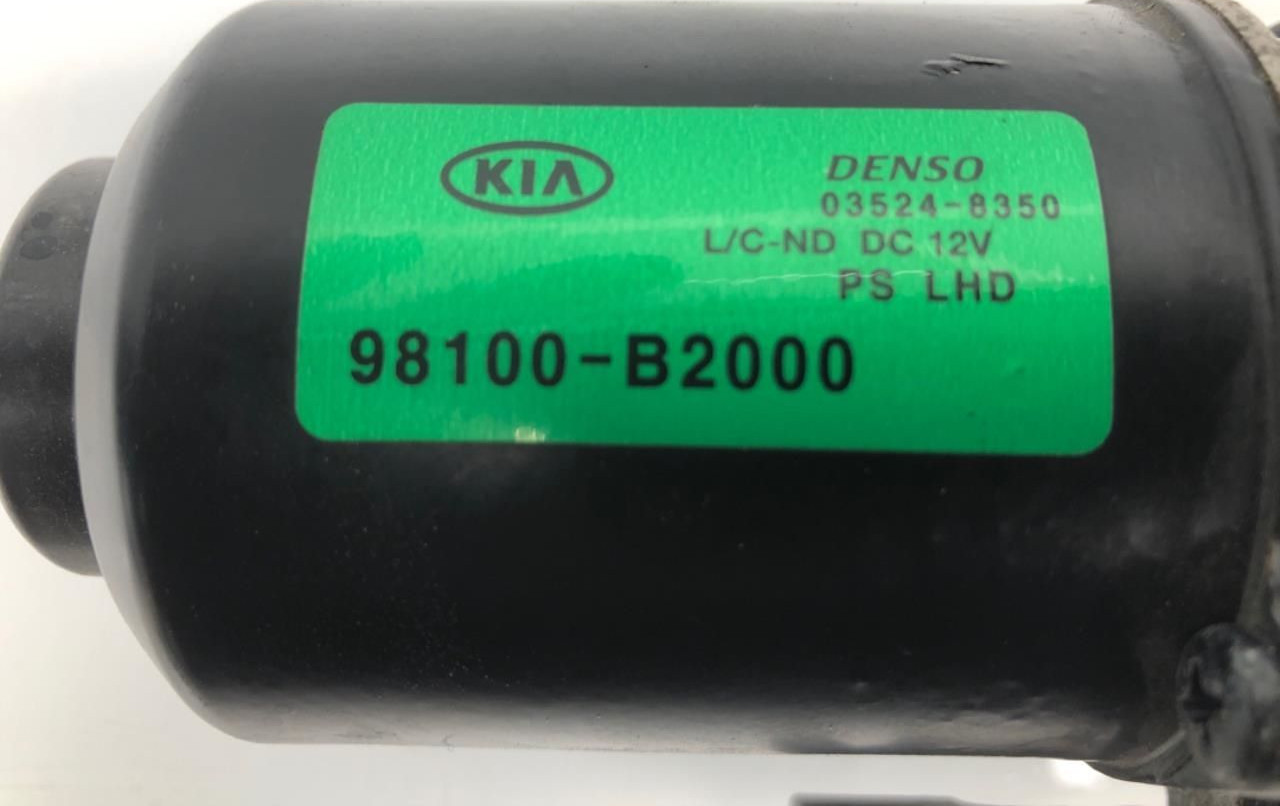 KIA
DENSO
03524-8350
L/C-ND DC 12V
PS LHD
98100-B2000